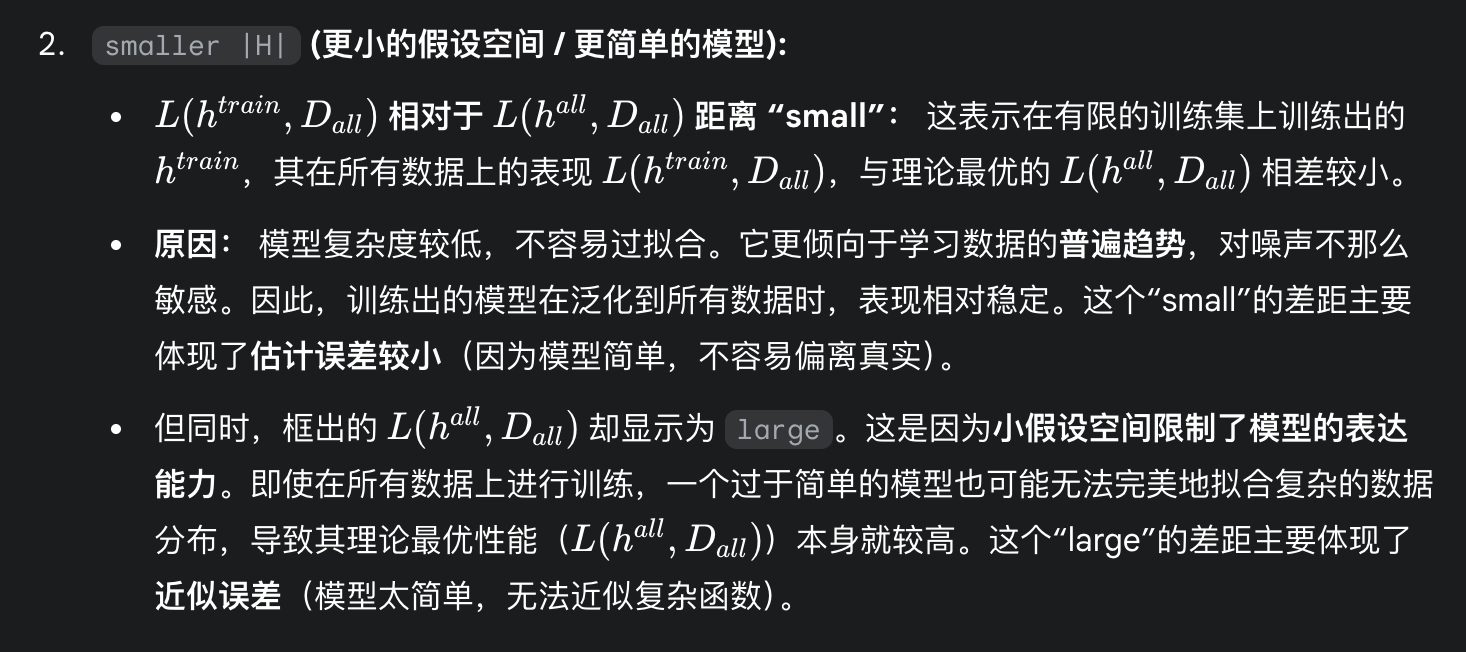 2. smaller |H| (更小的假设空间 / 更简单的模型):
• L(h^{train}, D_{all}) 相对于 L(h^{all}, D_{all}) 距离 “small”： 这表示在有限的训练集上训练出的
h^{train}，其在所有数据上的表现 L(h^{train}, D_{all})，与理论最优的 L(h^{all}, D_{all}) 相差较小。
• 原因： 模型复杂度较低，不容易过拟合。它更倾向于学习数据的普遍趋势，对噪声不那么
敏感。因此，训练出的模型在泛化到所有数据时，表现相对稳定。这个“small”的差距主要
体现了估计误差较小（因为模型简单，不容易偏离真实）。
• 但同时，框出的 L(h^{all}, D_{all}) 却显示为 large。这是因为小假设空间限制了模型的表达
能力。即使在所有数据上进行训练，一个过于简单的模型也可能无法完美地拟合复杂的数据
分布，导致其理论最优性能（L(h^{all}, D_{all})）本身就较高。这个“large”的差距主要体现了
近似误差（模型太简单，无法近似复杂函数）。